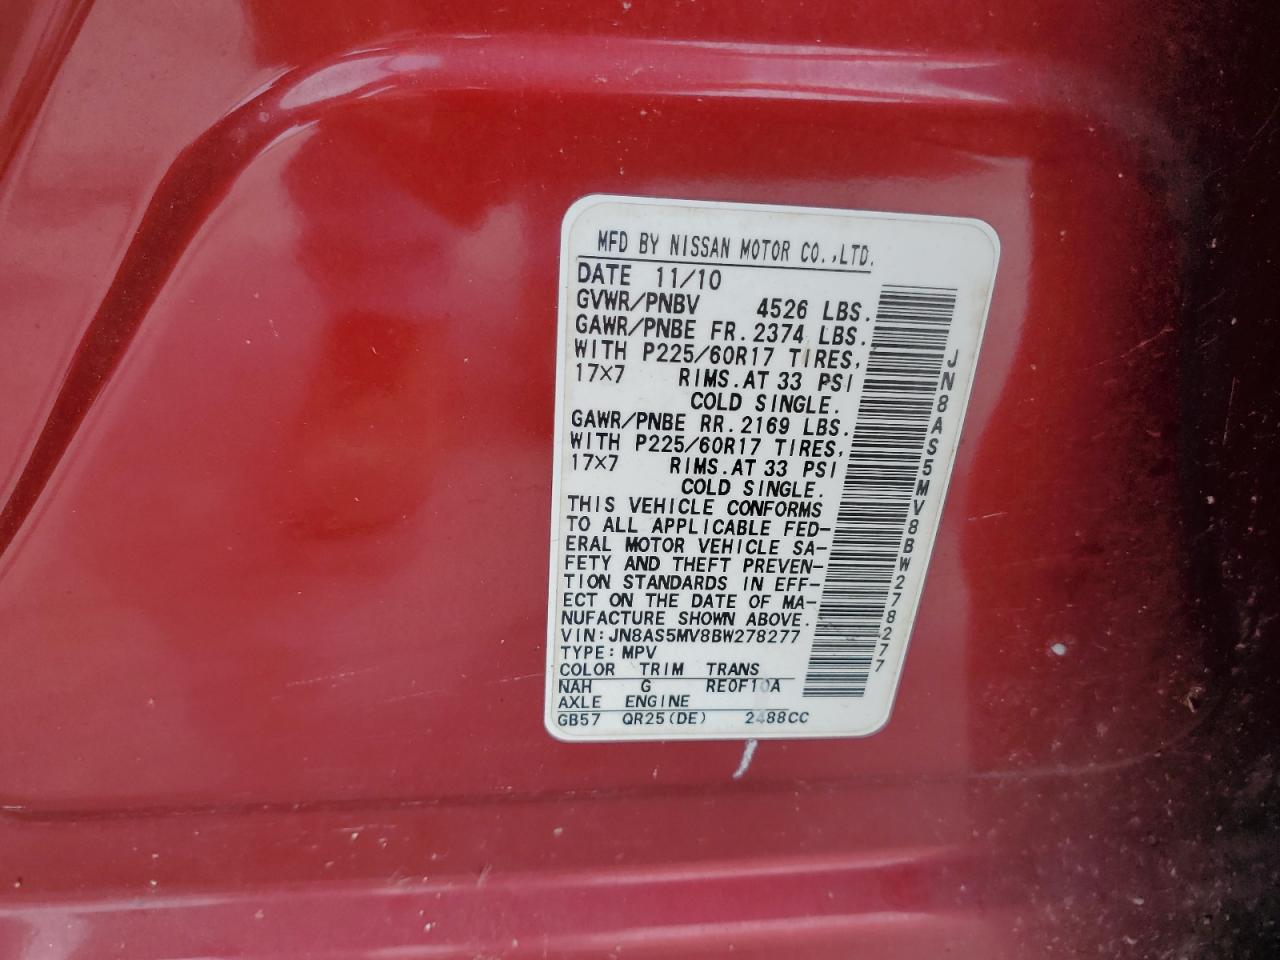 MFD BY NISSAN MOTOR CO.,LTD.
DATE 11/10
GVWR/PNBV 4526 LBS.
GAWR/PNBE FR. 2374 LBS.
WITH P225/60R17 TIRES,
17×7 RIMS. AT 33 PSI
COLD SINGLE.
GAWR/PNBE RR. 2169 LBS.
WITH P225/60R17 TIRES,
17×7 RIMS. AT 33 PSI
COLD SINGLE.
THIS VEHICLE CONFORMS
TO ALL APPLICABLE FED-
ERAL MOTOR VEHICLE SA-
FETY AND THEFT PREVEN-
TION STANDARDS IN EFF-
ECT ON THE DATE OF MA-
NUFACTURE SHOWN ABOVE.
VIN:JN8AS5MV8BW278277
TYPE: MPV
COLOR TRIM TRANS
NAH G RE0F10A
AXLE ENGINE
GB57 QR25(DE) 2488CC
JN8AS5MV8BW278277